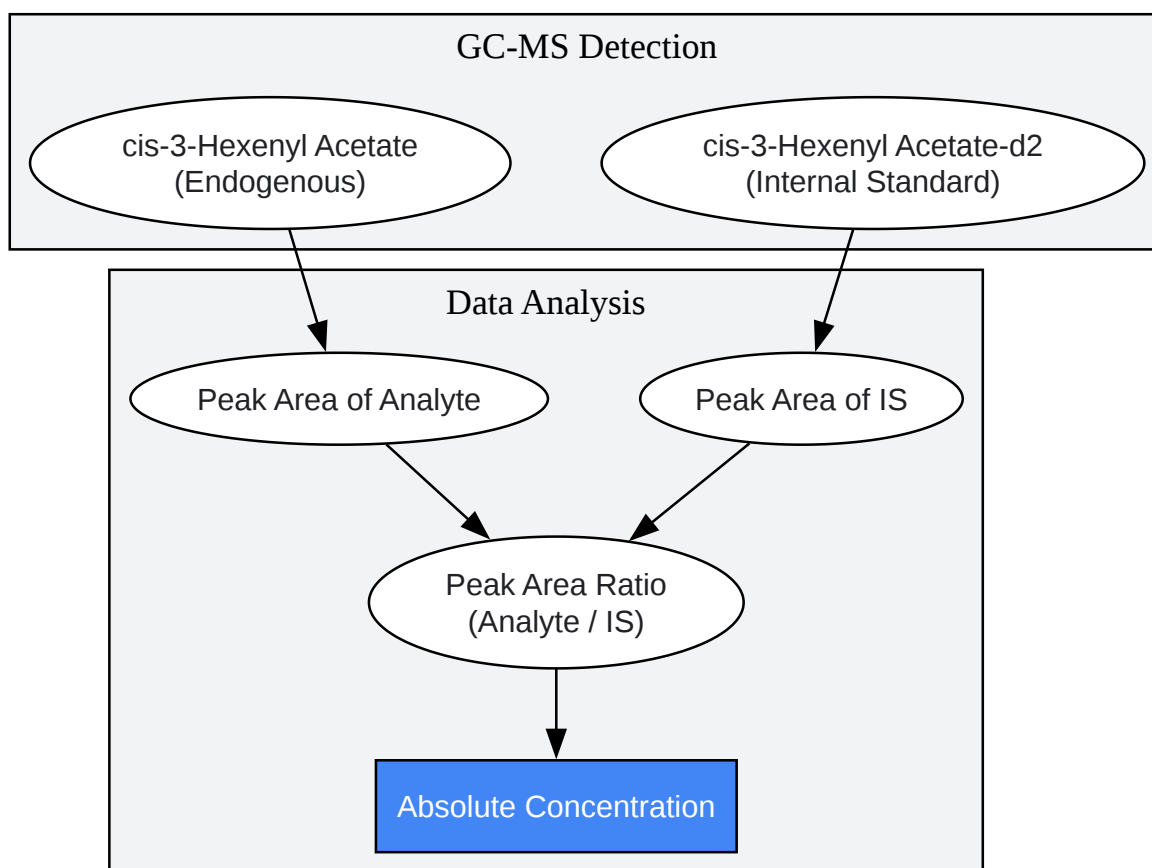 GC-MS Detection
cis-3-Hexenyl Acetate
(Endogenous)
cis-3-Hexenyl Acetate-d2
(Internal Standard)
Data Analysis
Peak Area of Analyte
Peak Area of IS
Peak Area Ratio
(Analyte / IS)
Absolute Concentration